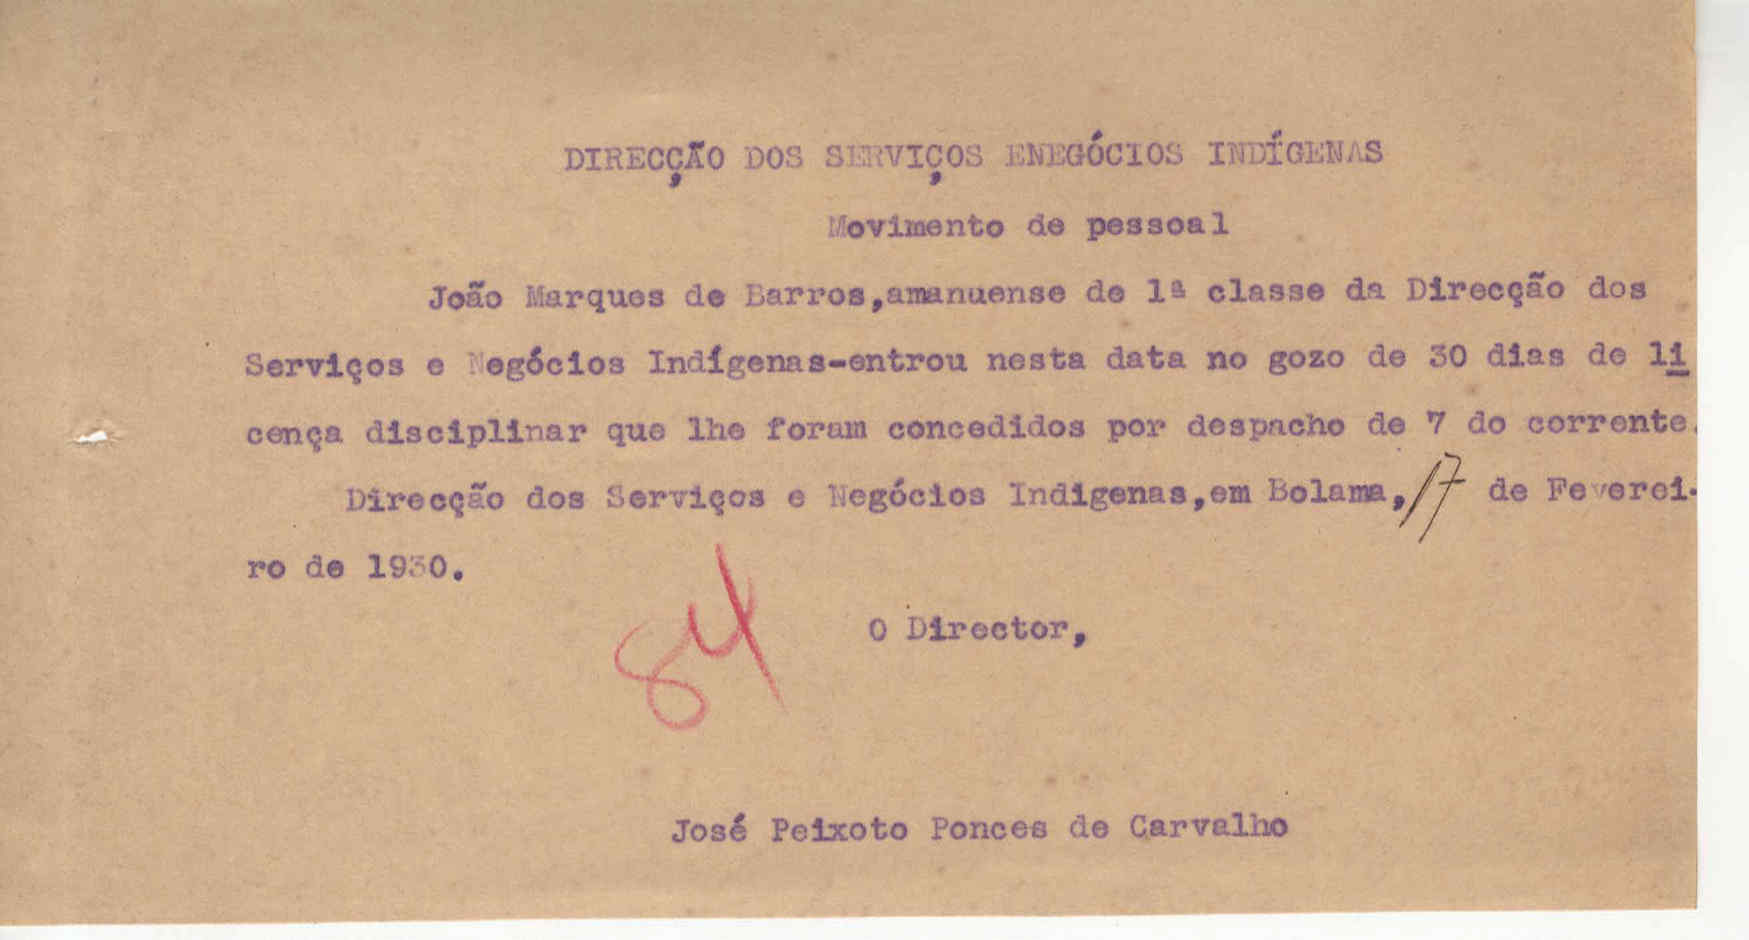 DIRECÇÃO DOS SERVIÇOS ENEGÓCIOS INDÍGENAS
Movimento de pessoal
João Marques de Barros,amanuense de 1ª classe da Direcção dos
Serviços e Negócios Indígenas-entrou nesta data no gozo de 30 dias de li
cença disciplinar que lhe foram concedidos por despacho de 7 do corrente.
Direcção dos Serviços e Negócios Indigenas,em Bolama, 17 de Feverei-
ro de 1930.
84
O Director,
José Peixoto Ponces de Carvalho